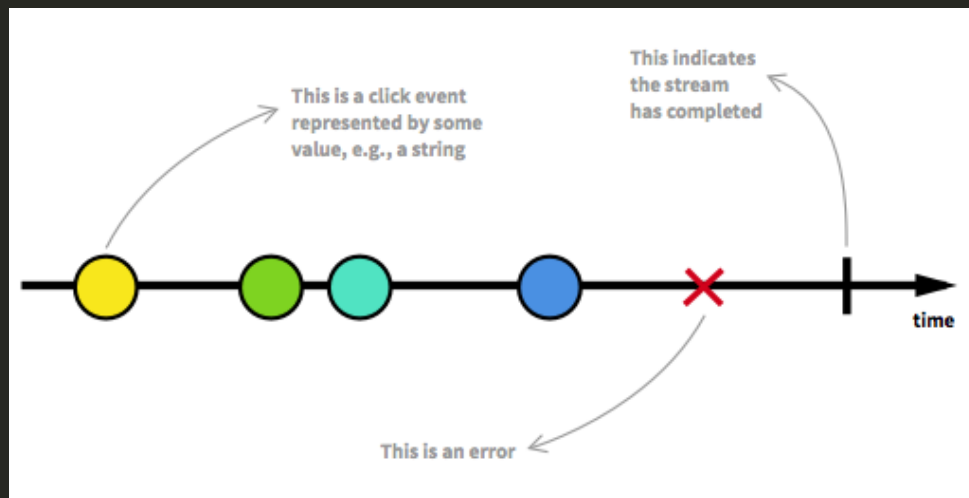 This is a click event
represented by some
value, e.g., a string
This indicates
the stream
has completed
time
This is an error